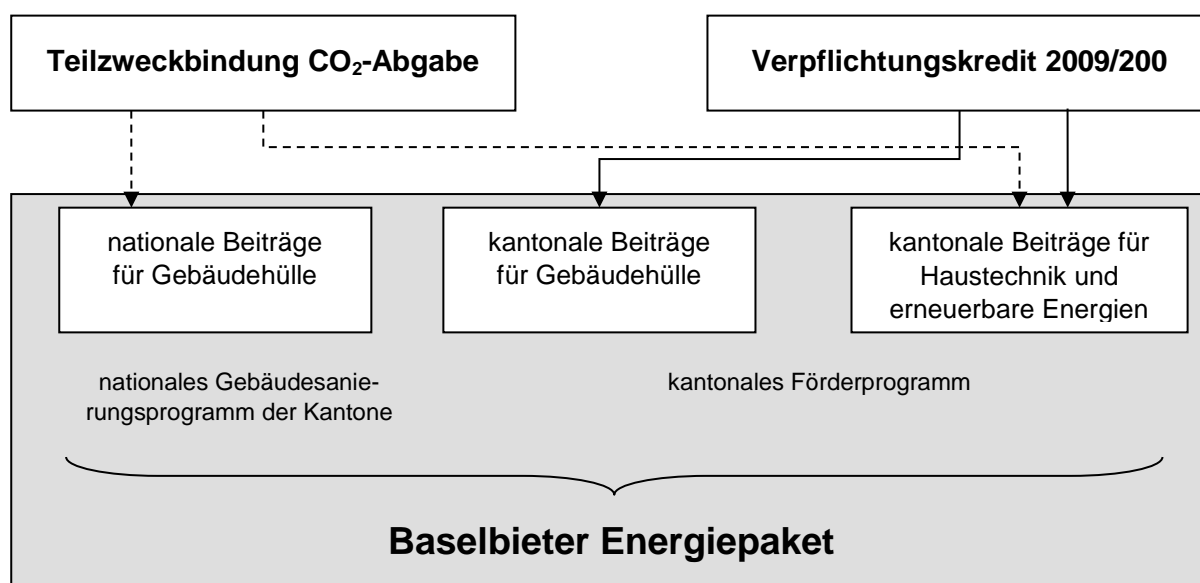 Teilzweckbindung CO₂-Abgabe
Verpflichtungskredit 2009/200
nationale Beiträge
für Gebäudehülle
kantonale Beiträge
für Gebäudehülle
kantonale Beiträge für
Haustechnik und
erneuerbare Energien
nationales Gebäudesanie-
rungsprogramm der Kantone
kantonales Förderprogramm
Baselbieter Energiepaket